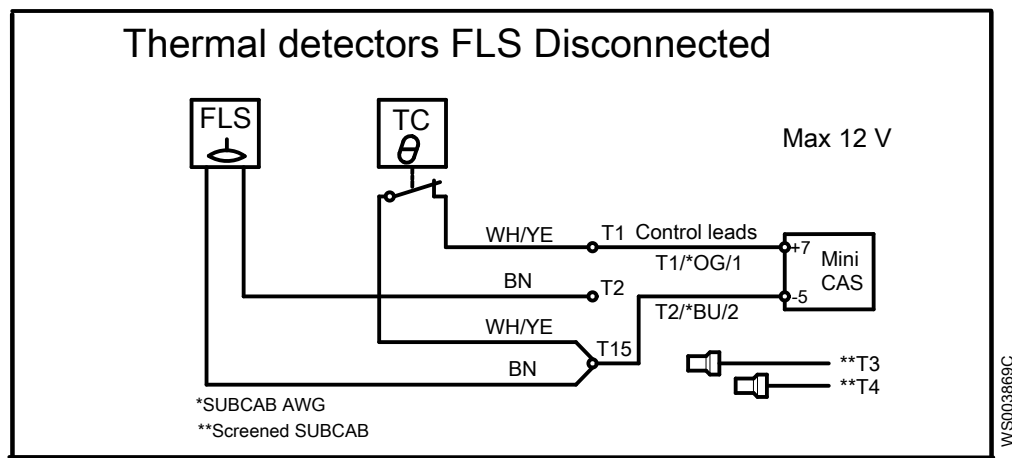 Thermal detectors FLS Disconnected
FLS
TC
θ
Max 12 V
WH/YE
T1
Control leads
+7
Mini
CAS
T1/*OG/1
BN
T2
-5
T2/*BU/2
WH/YE
T15
BN
**T3
**T4
*SUBCAB AWG
**Screened SUBCAB
WS003869C